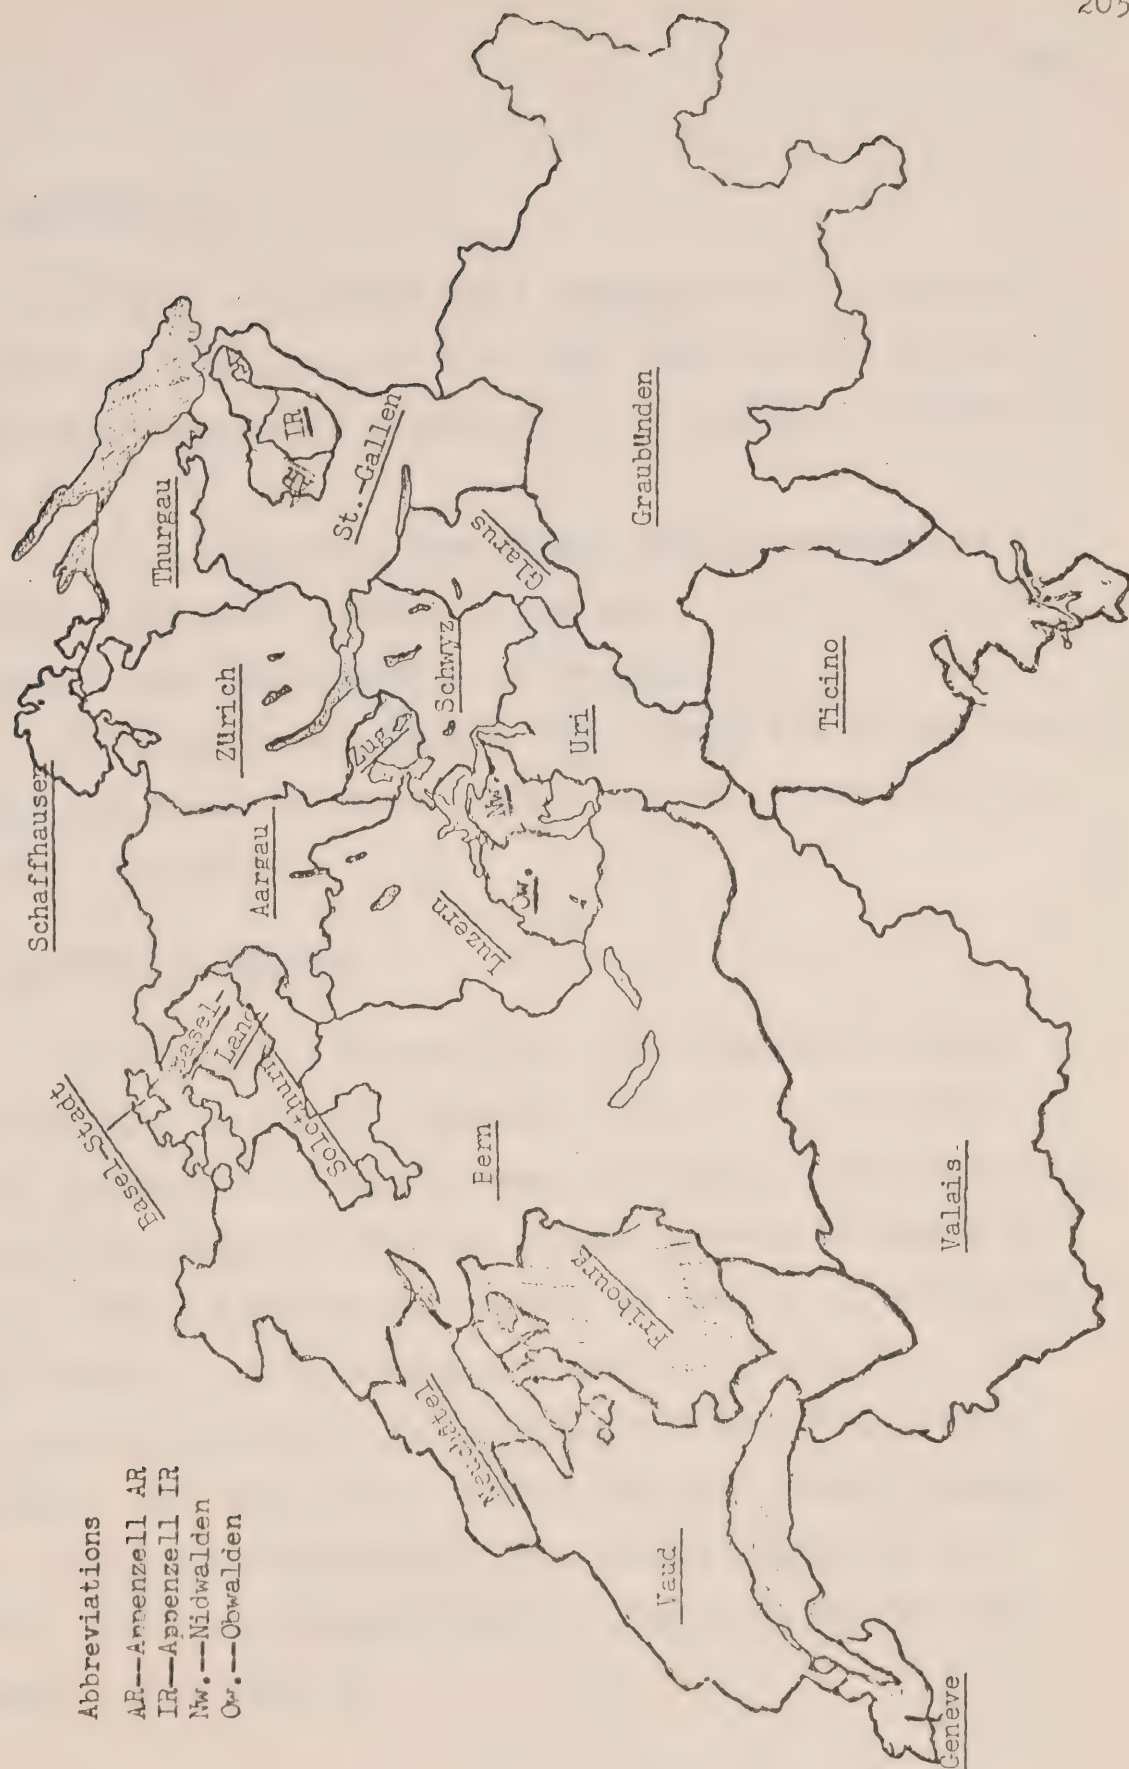 205
Abbreviations
AR--Appenzell AR
IR--Appenzell IR
Nw.--Nidwalden
Ow.--Obwalden
Schaffhausen
Basel-Stadt
Basel-
Land
Solothurn
Aargau
Zürich
Thurgau
IR
St.-Gallen
Zug
Schwyz
Glarus
Luzern
Nw.
Ow.
Uri
Graubünden
Bern
Neuchâtel
Fribourg
Vaud
Valais.
Ticino
Geneve